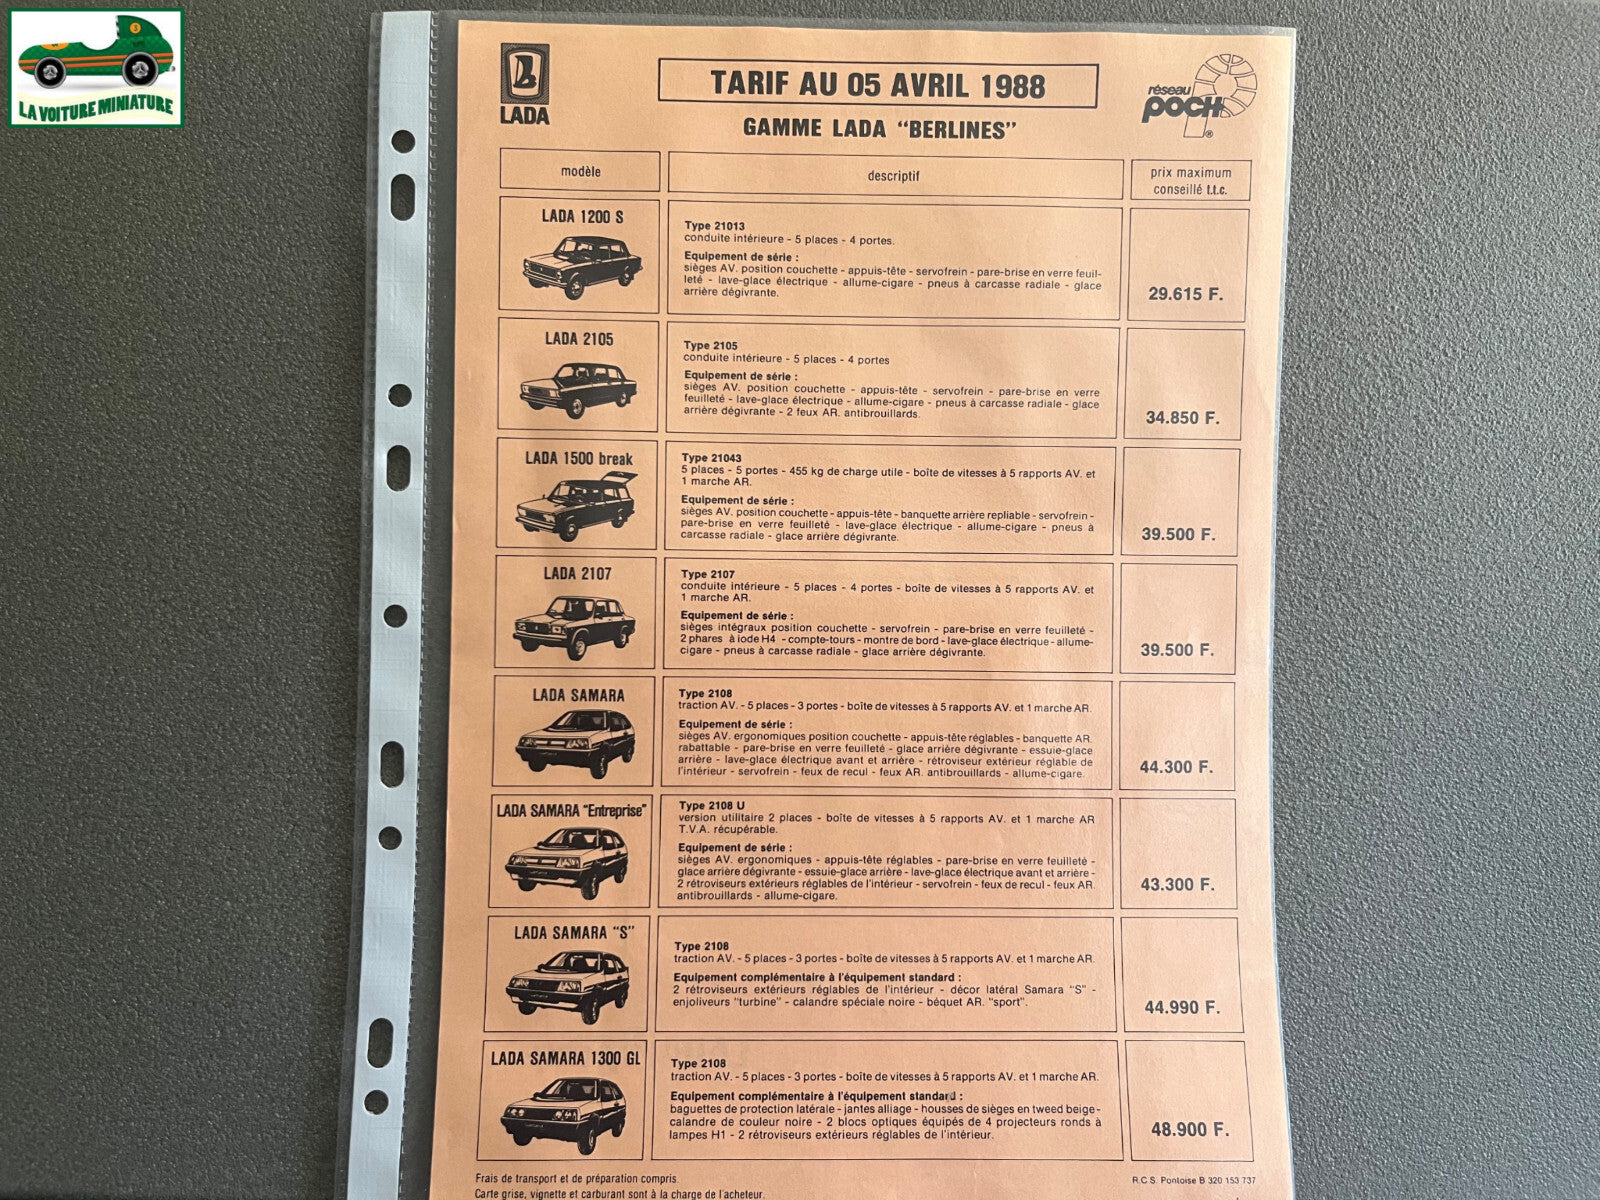 LA VOITURE MINIATURE
LADA
TARIF AU 05 AVRIL 1988
GAMME LADA "BERLINES"
réseau
POCH
®
modèle
descriptif
prix maximum
conseillé t.t.c.
LADA 1200 S
Type 21013
conduite intérieure - 5 places - 4 portes.
Equipement de série :
sièges AV. position couchette - appuis-tête - servofrein - pare-brise en verre feuil-
leté - lave-glace électrique - allume-cigare - pneus à carcasse radiale - glace
arrière dégivrante.
29.615 F.
LADA 2105
Type 2105
conduite intérieure - 5 places - 4 portes
Equipement de série :
sièges AV. position couchette - appuis-tête - servofrein - pare-brise en verre
feuilleté - lave-glace électrique - allume-cigare - pneus à carcasse radiale - glace
arrière dégivrante - 2 feux AR. antibrouillards.
34.850 F.
LADA 1500 break
Type 21043
5 places - 5 portes - 455 kg de charge utile - boîte de vitesses à 5 rapports AV. et
1 marche AR.
Equipement de série :
sièges AV. position couchette - appuis-tête - banquette arrière repliable - servofrein -
pare-brise en verre feuilleté - lave-glace électrique - allume-cigare - pneus à
carcasse radiale - glace arrière dégivrante.
39.500 F.
LADA 2107
Type 2107
conduite intérieure - 5 places - 4 portes - boîte de vitesses à 5 rapports AV. et
1 marche AR.
Equipement de série :
sièges intégraux position couchette - servofrein - pare-brise en verre feuilleté -
2 phares à iode H4 - compte-tours - montre de bord - lave-glace électrique - allume-
cigare - pneus à carcasse radiale - glace arrière dégivrante.
39.500 F.
LADA SAMARA
Type 2108
traction AV. - 5 places - 3 portes - boîte de vitesses à 5 rapports AV. et 1 marche AR.
Equipement de série :
sièges AV. ergonomiques position couchette - appuis-tête réglables - banquette AR.
rabattable - pare-brise en verre feuilleté - glace arrière dégivrante - essuie-glace
arrière - lave-glace électrique avant et arrière - rétroviseur extérieur réglable de
l'intérieur - servofrein - feux de recul - feux AR. antibrouillards - allume-cigare.
44.300 F.
LADA SAMARA "Entreprise"
Type 2108 U
version utilitaire 2 places - boîte de vitesses à 5 rapports AV. et 1 marche AR
T.V.A. récupérable.
Equipement de série :
sièges AV. ergonomiques - appuis-tête réglables - pare-brise en verre feuilleté -
glace arrière dégivrante - essuie-glace arrière - lave-glace électrique avant et arrière -
2 rétroviseurs extérieurs réglables de l'intérieur - servofrein - feux de recul - feux AR.
antibrouillards - allume-cigare.
43.300 F.
LADA SAMARA "S"
Type 2108
traction AV. - 5 places - 3 portes - boîte de vitesses à 5 rapports AV. et 1 marche AR.
Equipement complémentaire à l'équipement standard :
2 rétroviseurs extérieurs réglables de l'intérieur - décor latéral Samara "S" -
enjoliveurs "turbine" - calandre spéciale noire - béquet AR. "sport".
44.990 F.
LADA SAMARA 1300 GL
Type 2108
traction AV. - 5 places - 3 portes - boîte de vitesses à 5 rapports AV. et 1 marche AR.
Equipement complémentaire à l'équipement standard :
baguettes de protection latérale - jantes alliage - housses de sièges en tweed beige -
calandre de couleur noire - 2 blocs optiques équipés de 4 projecteurs ronds à
lampes H1 - 2 rétroviseurs extérieurs réglables de l'intérieur.
48.900 F.
Frais de transport et de préparation compris.
Carte grise, vignette et carburant sont à la charge de l'acheteur.
R.C.S. Pontoise B 320 153 737